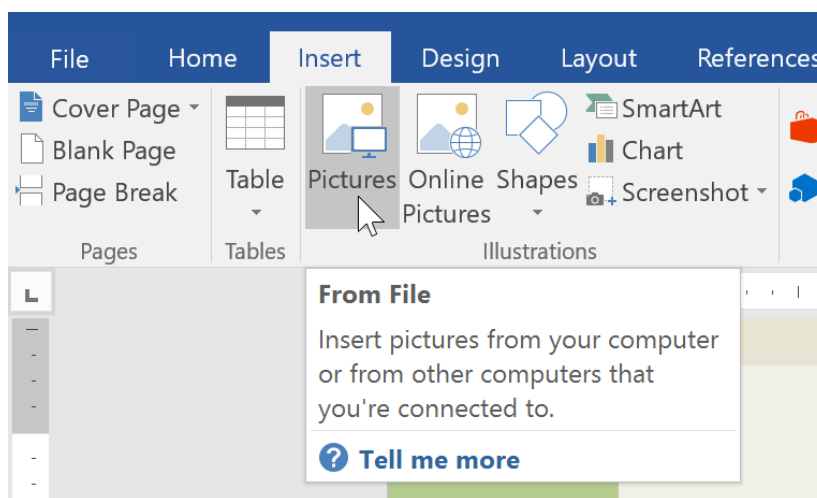 File Home Insert Design Layout References
Cover Page
Blank Page
Page Break
Table
Pictures
Online
Pictures
Shapes
SmartArt
Chart
Screenshot
Pages
Tables
Illustrations
L
From File
Insert pictures from your computer
or from other computers that
you're connected to.
? Tell me more